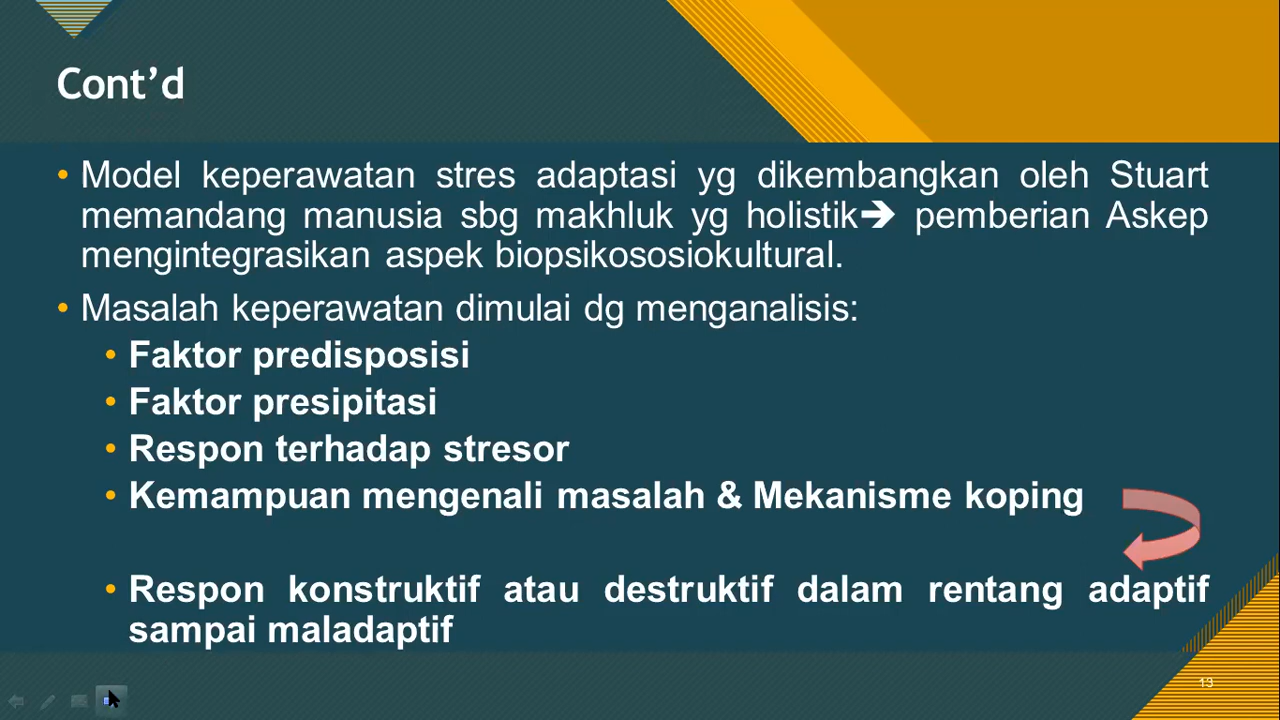 Cont’d
• Model keperawatan stres adaptasi yg dikembangkan oleh Stuart
memandang manusia sbg makhluk yg holistik➔ pemberian Askep
mengintegrasikan aspek biopsikososiokultural.
• Masalah keperawatan dimulai dg menganalisis:
• Faktor predisposisi
• Faktor presipitasi
• Respon terhadap stresor
• Kemampuan mengenali masalah & Mekanisme koping
• Respon konstruktif atau destruktif dalam rentang adaptif
sampai maladaptif
13